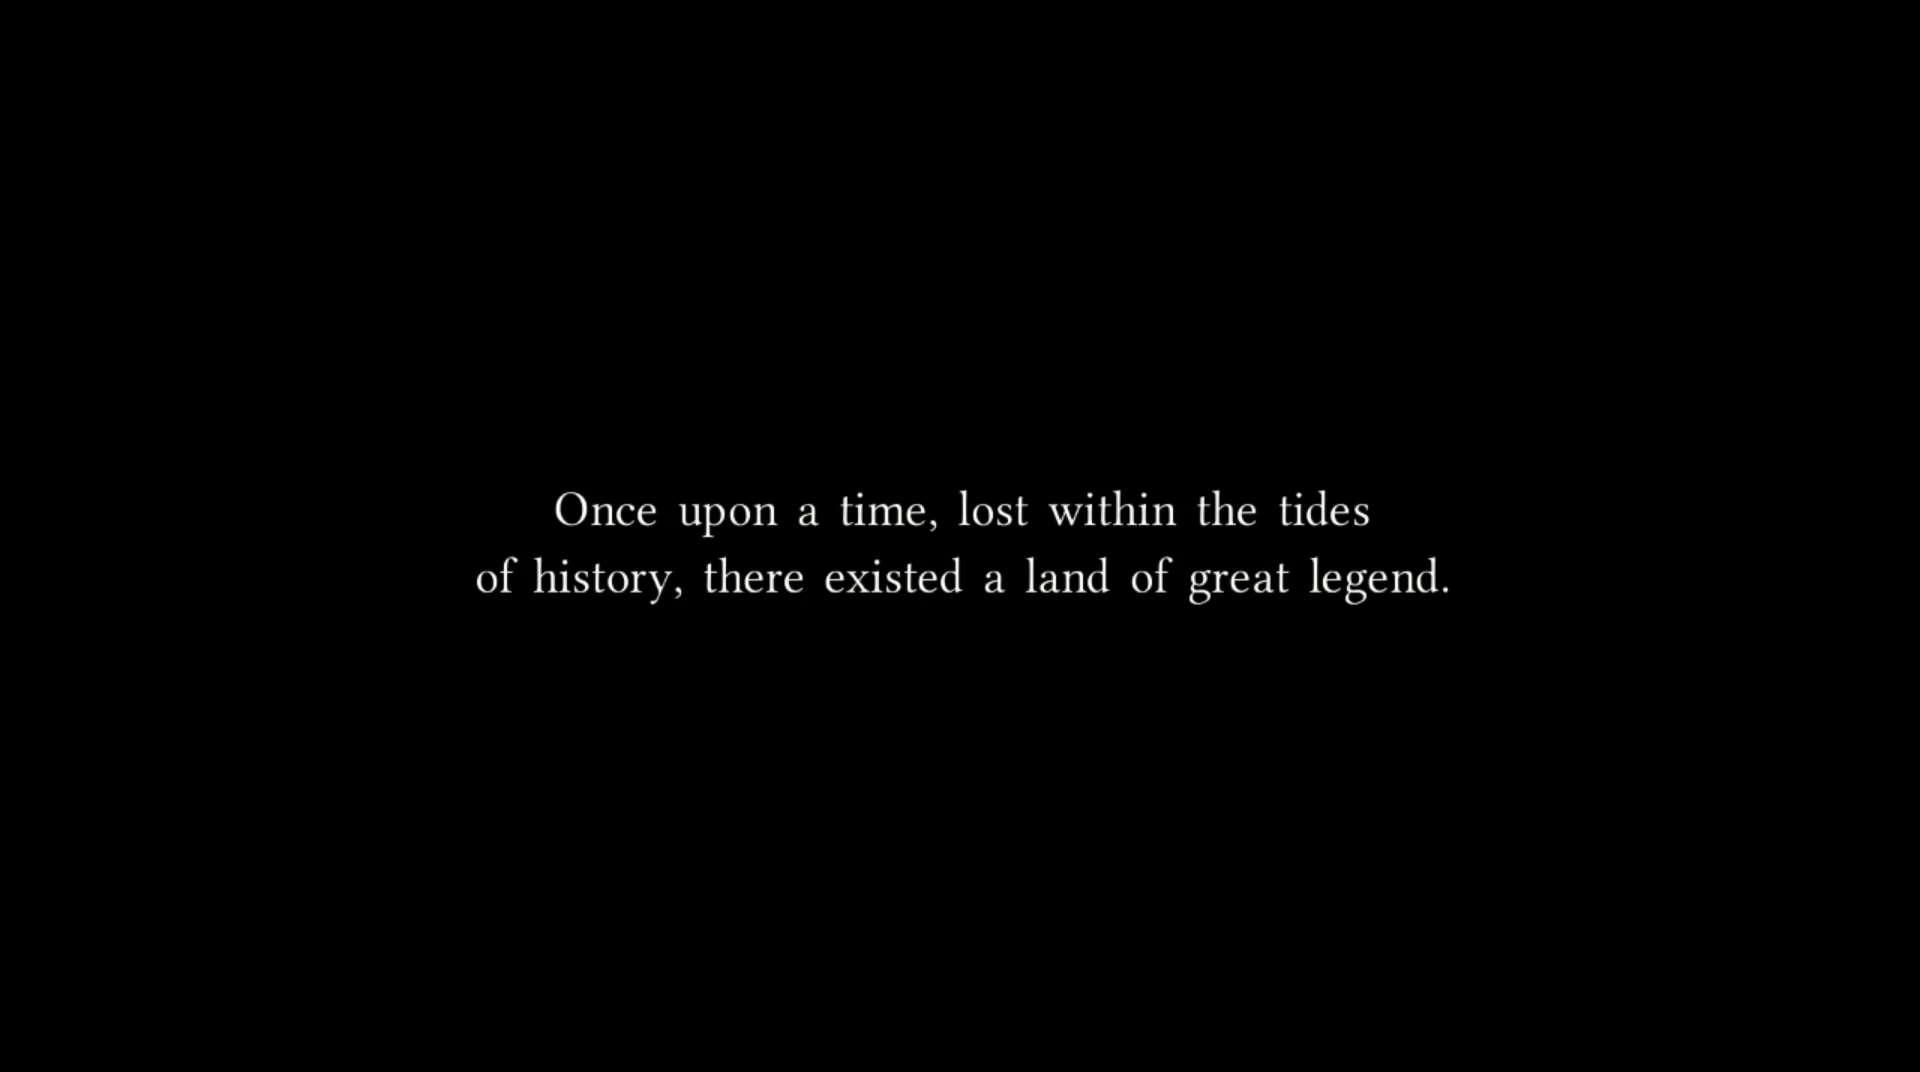 Once upon a time, lost within the tides
of history, there existed a land of great legend.